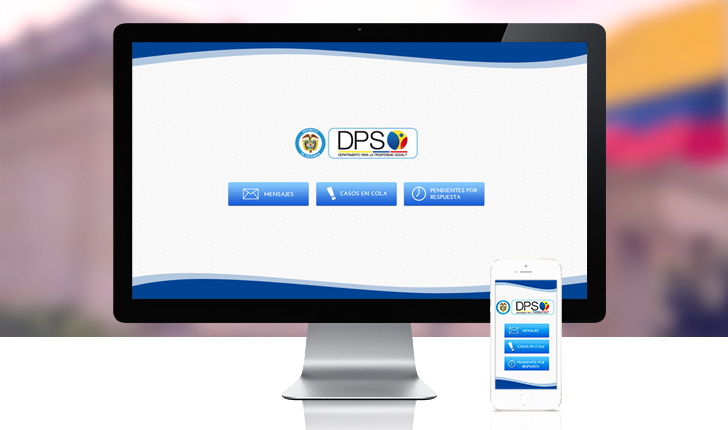 DPS
DEPARTAMENTO PARA LA PROSPERIDAD SOCIAL
MENSAJES
CASOS EN COLA
PENDIENTES POR
RESPUESTA
DPS
MENSAJES
CASOS EN COLA
PENDIENTES POR
RESPUESTA